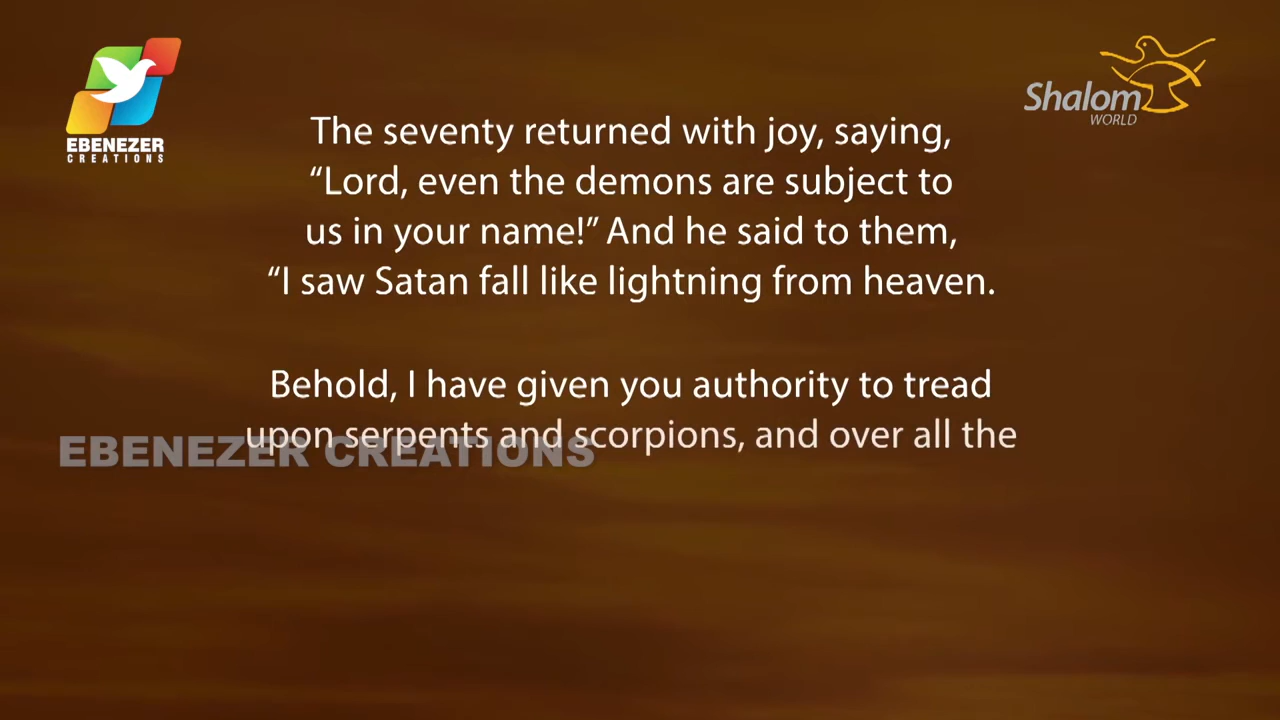 EBENEZER
CREATIONS
Shalom
WORLD
The seventy returned with joy, saying,
“Lord, even the demons are subject to
us in your name!” And he said to them,
“I saw Satan fall like lightning from heaven.
Behold, I have given you authority to tread
upon serpents and scorpions, and over all the
EBENEZER CREATIONS